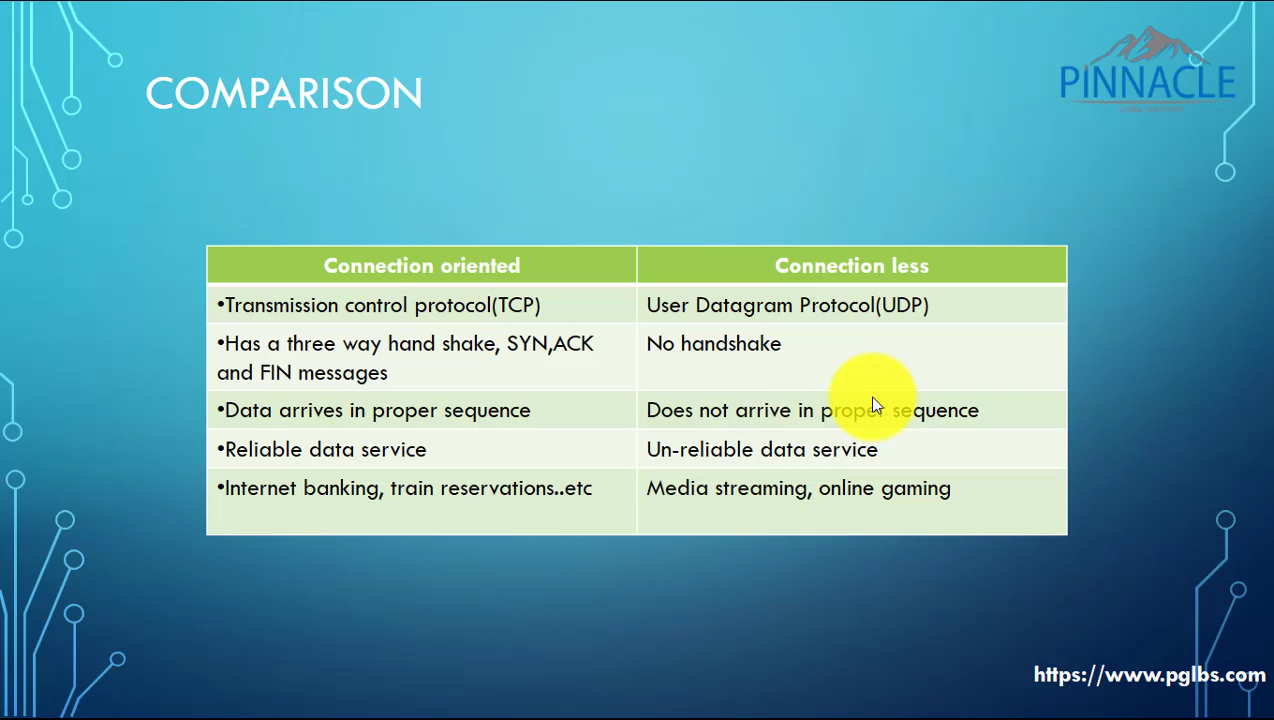 COMPARISON
PINNACLE
Connection oriented
Connection less
•Transmission control protocol(TCP)
User Datagram Protocol(UDP)
•Has a three way hand shake, SYN,ACK
and FIN messages
No handshake
•Data arrives in proper sequence
Does not arrive in proper sequence
•Reliable data service
Un-reliable data service
•Internet banking, train reservations..etc
Media streaming, online gaming
https://www.pglbs.com